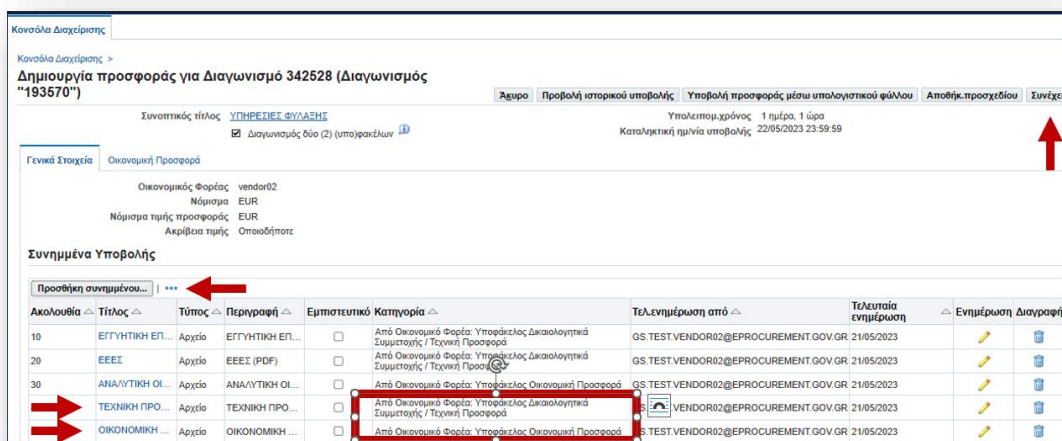 Κονσόλα Διαχείρισης
Κονσόλα Διαχείρισης >
Δημιουργία προσφοράς για Διαγωνισμό 342528 (Διαγωνισμός
"193570")
Άκυρο Προβολή ιστορικού υποβολής Υποβολή προσφοράς μέσω υπολογιστικού φύλλου Αποθήκ.προσχεδίου Συνέχει
Συνοπτικός τίτλος ΥΠΗΡΕΣΙΕΣ ΦΥΛΑΞΗΣ Υπολειπομ.χρόνος 1 ημέρα, 1 ώρα
Διαγωνισμός δύο (2) (υπο)φακέλων Καταληκτική ημ/νία υποβολής 22/05/2023 23:59:59
Γενικά Στοιχεία Οικονομική Προσφορά
Οικονομικός Φορέας vendor02
Νόμισμα EUR
Νόμισμα τιμής προσφοράς EUR
Ακρίβεια τιμής Οποιοδήποτε
Συνημμένα Υποβολής
Προσθήκη συνημμένου... | ...
Ακολουθία Τίτλος Τύπος Περιγραφή Εμπιστευτικό Κατηγορία Τελ.ενημέρωση από Τελευταία ενημέρωση Ενημέρωση Διαγραφή
10 ΕΓΓΥΗΤΙΚΗ ΕΠ... Αρχείο ΕΓΓΥΗΤΙΚΗ ΕΠ... Από Οικονομικό Φορέα: Υποφάκελος Δικαιολογητικά Συμμετοχής / Τεχνική Προσφορά GS.TEST.VENDOR02@EPROCUREMENT.GOV.GR 21/05/2023
20 ΕΕΕΣ Αρχείο ΕΕΕΣ (PDF) Από Οικονομικό Φορέα: Υποφάκελος Δικαιολογητικά Συμμετοχής / Τεχνική GS.TEST.VENDOR02@EPROCUREMENT.GOV.GR 21/05/2023
30 ΑΝΑΛΥΤΙΚΗ ΟΙ... Αρχείο ΑΝΑΛΥΤΙΚΗ ΟΙ... Από Οικονομικό Φορέα: Υποφάκελος Οικονομική Προσφορά GS.TEST.VENDOR02@EPROCUREMENT.GOV.GR 21/05/2023
ΤΕΧΝΙΚΗ ΠΡΟ... Αρχείο ΤΕΧΝΙΚΗ ΠΡΟ... Από Οικονομικό Φορέα: Υποφάκελος Δικαιολογητικά Συμμετοχής / Τεχνική Προσφορά VENDOR02@EPROCUREMENT.GOV.GR 21/05/2023
ΟΙΚΟΝΟΜΙΚΗ ... Αρχείο ΟΙΚΟΝΟΜΙΚΗ ... Από Οικονομικό Φορέα: Υποφάκελος Οικονομική Προσφορά S.TEST.VENDOR02@EPROCUREMENT.GOV.GR 21/05/2023